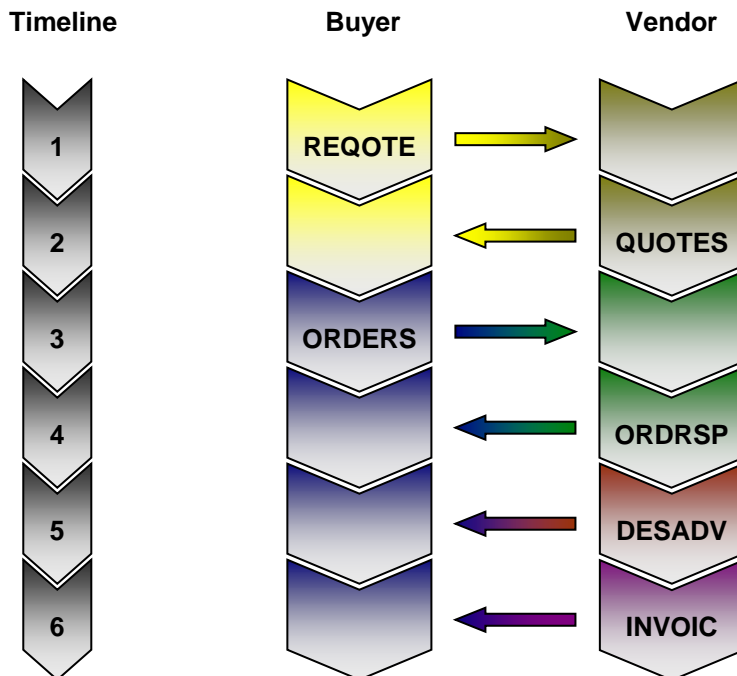 Timeline Buyer Vendor
1 REQOTE
2 QUOTES
3 ORDERS
4 ORDRSP
5 DESADV
6 INVOIC